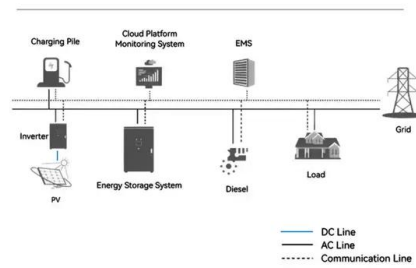 Charging Pile
Cloud Platform
Monitoring System
EMS
Grid
Inverter
PV
Energy Storage System
Diesel
Load
DC Line
AC Line
Communication Line